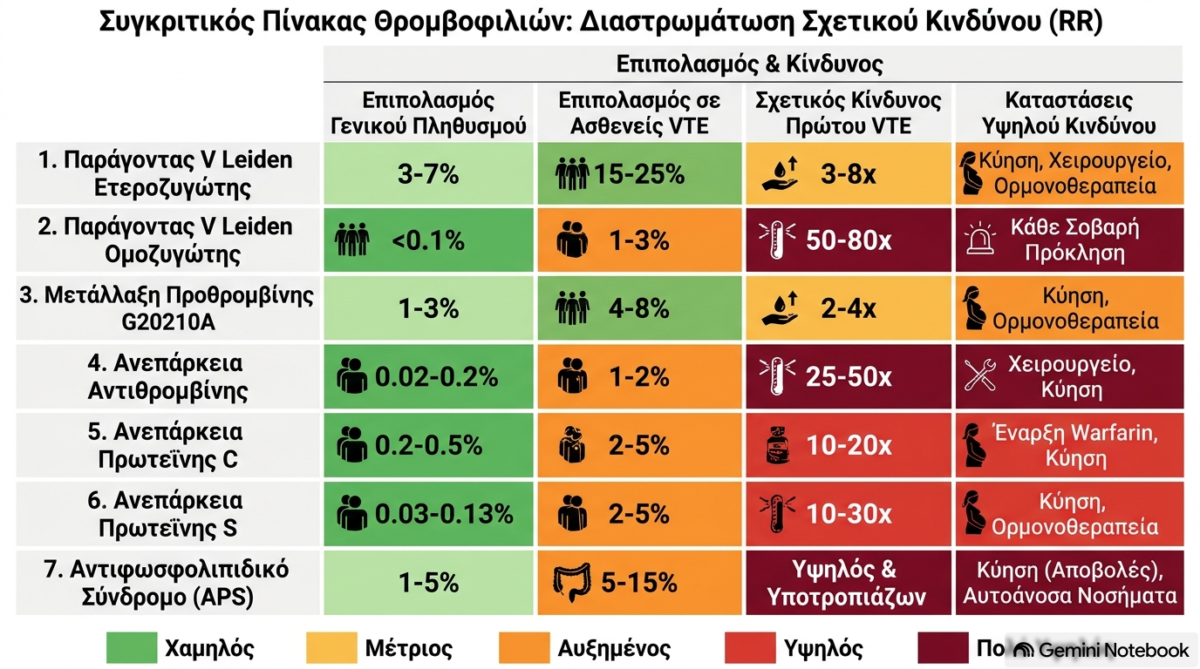 Συγκριτικός Πίνακας Θρομβοφιλιών: Διαστρωμάτωση Σχετικού Κινδύνου (RR)
Επιπολασμός & Κίνδυνος
Επιπολασμός
Γενικού Πληθυσμού
Επιπολασμός σε
Ασθενείς VTE
Σχετικός Κίνδυνος
Πρώτου VTE
Καταστάσεις
Υψηλού Κινδύνου
1. Παράγοντας V Leiden
Ετεροζυγώτης
3-7%
15-25%
3-8x
Κύηση, Χειρουργείο,
Ορμονοθεραπεία
2. Παράγοντας V Leiden
Ομοζυγώτης
<0.1%
1-3%
50-80x
Κάθε Σοβαρή
Πρόκληση
3. Μετάλλαξη Προθρομβίνης
G20210A
1-3%
4-8%
2-4x
Κύηση,
Ορμονοθεραπεία
4. Ανεπάρκεια
Αντιθρομβίνης
0.02-0.2%
1-2%
25-50x
Χειρουργείο,
Κύηση
5. Ανεπάρκεια
Πρωτεΐνης C
0.2-0.5%
2-5%
10-20x
Έναρξη Warfarin,
Κύηση
6. Ανεπάρκεια
Πρωτεΐνης S
0.03-0.13%
2-5%
10-30x
Κύηση,
Ορμονοθεραπεία
7. Αντιφωσφολιπιδικό
Σύνδρομο (APS)
1-5%
5-15%
Υψηλός &
Υποτροπιάζων
Κύηση (Αποβολές),
Αυτοάνοσα Νοσήματα
Χαμηλός
Μέτριος
Αυξημένος
Υψηλός
Gemini Notebook